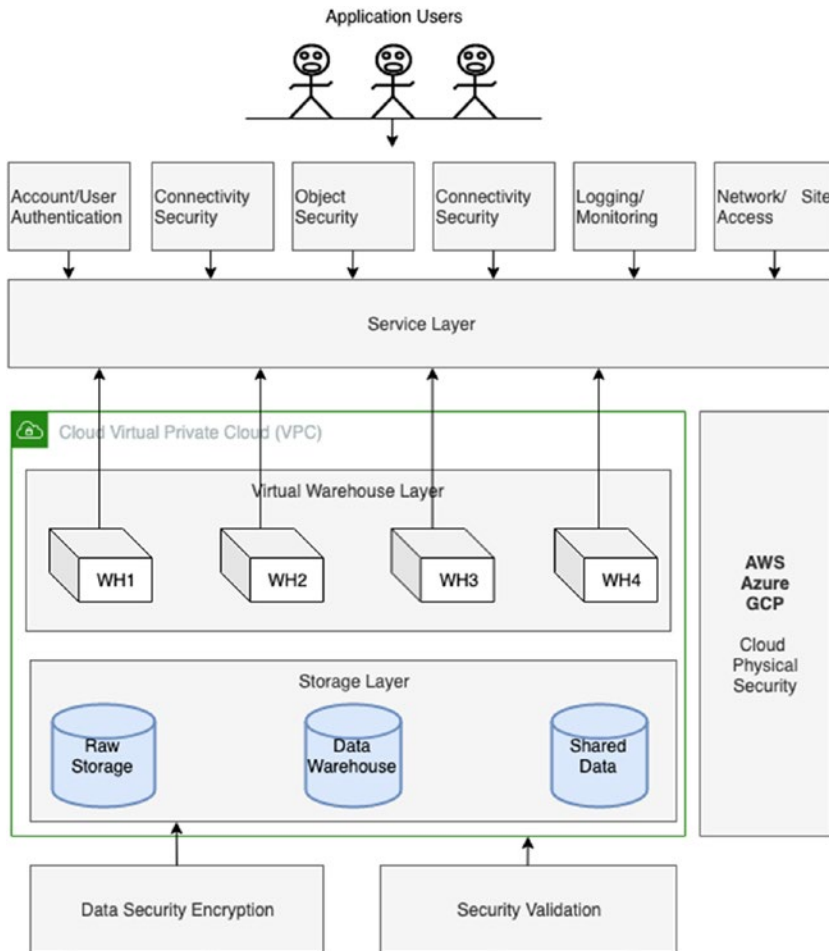 Application Users
Account/User
Authentication
Connectivity
Security
Object
Security
Connectivity
Security
Logging/
Monitoring
Network/ Site
Access
Service Layer
Cloud Virtual Private Cloud (VPC)
Virtual Warehouse Layer
WH1
WH2
WH3
WH4
AWS
Azure
GCP
Cloud
Physical
Security
Storage Layer
Raw
Storage
Data
Warehouse
Shared
Data
Data Security Encryption
Security Validation